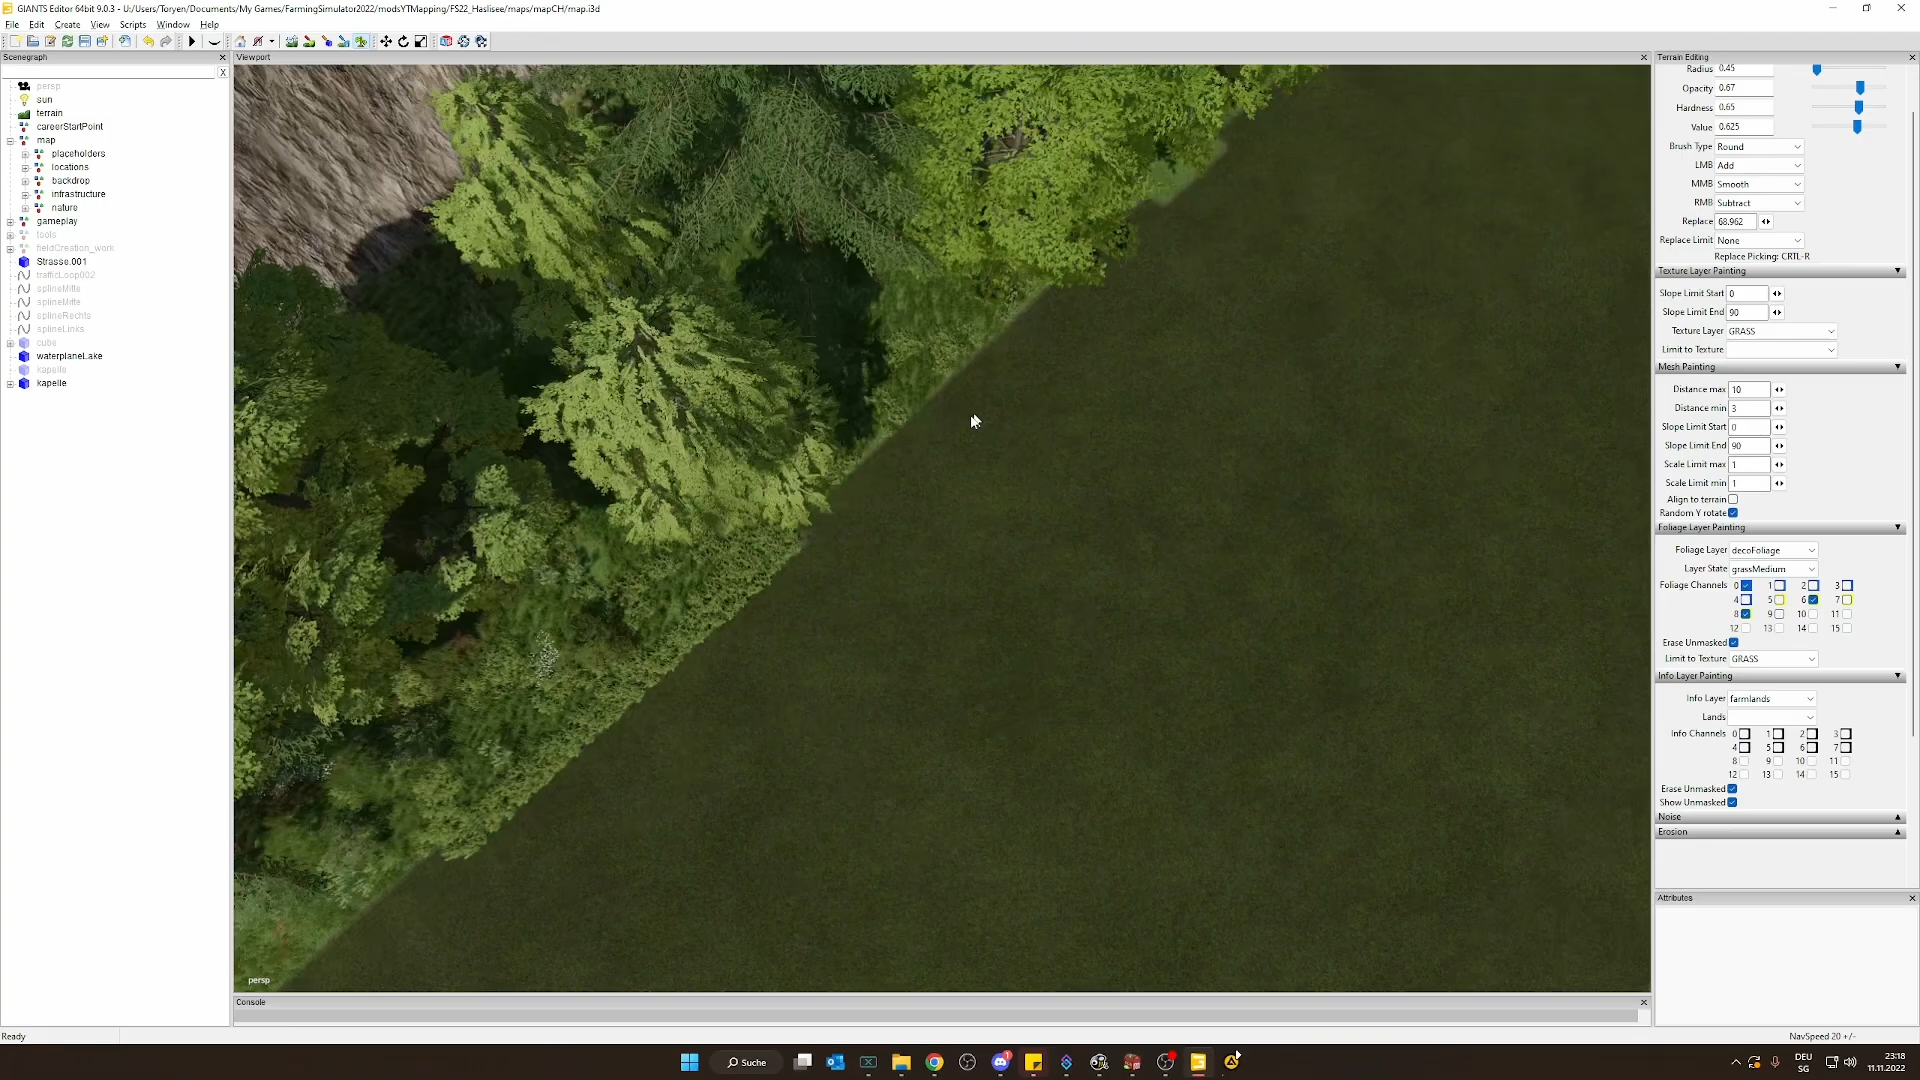 GIANTS Editor 64bit 9.0.3 - U:/Users/Toryen/Documents/My Games/FarmingSimulator2022/modsYTMapping/FS22_Haslisee/maps/mapCH/map.i3d
File Edit Create View Scripts Window Help
Scenegraph
X
persp
sun
terrain
careerStartPoint
map
placeholders
locations
backdrop
infrastructure
nature
gameplay
tools
fieldCreation_work
Strasse.001
trafficLoop002
splineMitte
splineMitte
splineRechts
splineLinks
cube
waterplaneLake
kapelle
kapelle
Viewport
persp
Console
Terrain Editing
Radius 0.45
Opacity 0.67
Hardness 0.65
Value 0.625
Brush Type Round
LMB Add
MMB Smooth
RMB Subtract
Replace 68.962
Replace Limit None
Replace Picking: CRTL-R
Texture Layer Painting
Slope Limit Start 0
Slope Limit End 90
Texture Layer GRASS
Limit to Texture
Mesh Painting
Distance max 10
Distance min 3
Slope Limit Start 0
Slope Limit End 90
Scale Limit max 1
Scale Limit min 1
Align to terrain
Random Y rotate
Foliage Layer Painting
Foliage Layer decoFoliage
Layer State grassMedium
Foliage Channels 0 1 2 3
4 5 6 7
8 9 10 11
12 13 14 15
Erase Unmasked
Limit to Texture GRASS
Info Layer Painting
Info Layer farmlands
Lands
Info Channels 0 1 2 3
4 5 6 7
8 9 10 11
12 13 14 15
Erase Unmasked
Show Unmasked
Noise
Erosion
Attributes
Ready
NavSpeed 20 +/-
Suche
DEU
SG
23:18
11.11.2022